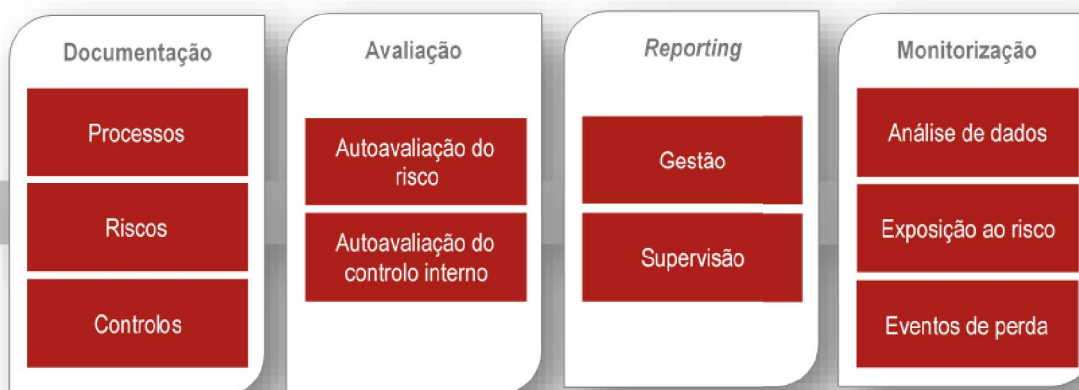 Documentação
Processos
Riscos
Controlos
Avaliação
Autoavaliação do
risco
Autoavaliação do
controlo interno
Reporting
Gestão
Supervisão
Monitorização
Análise de dados
Exposição ao risco
Eventos de perda